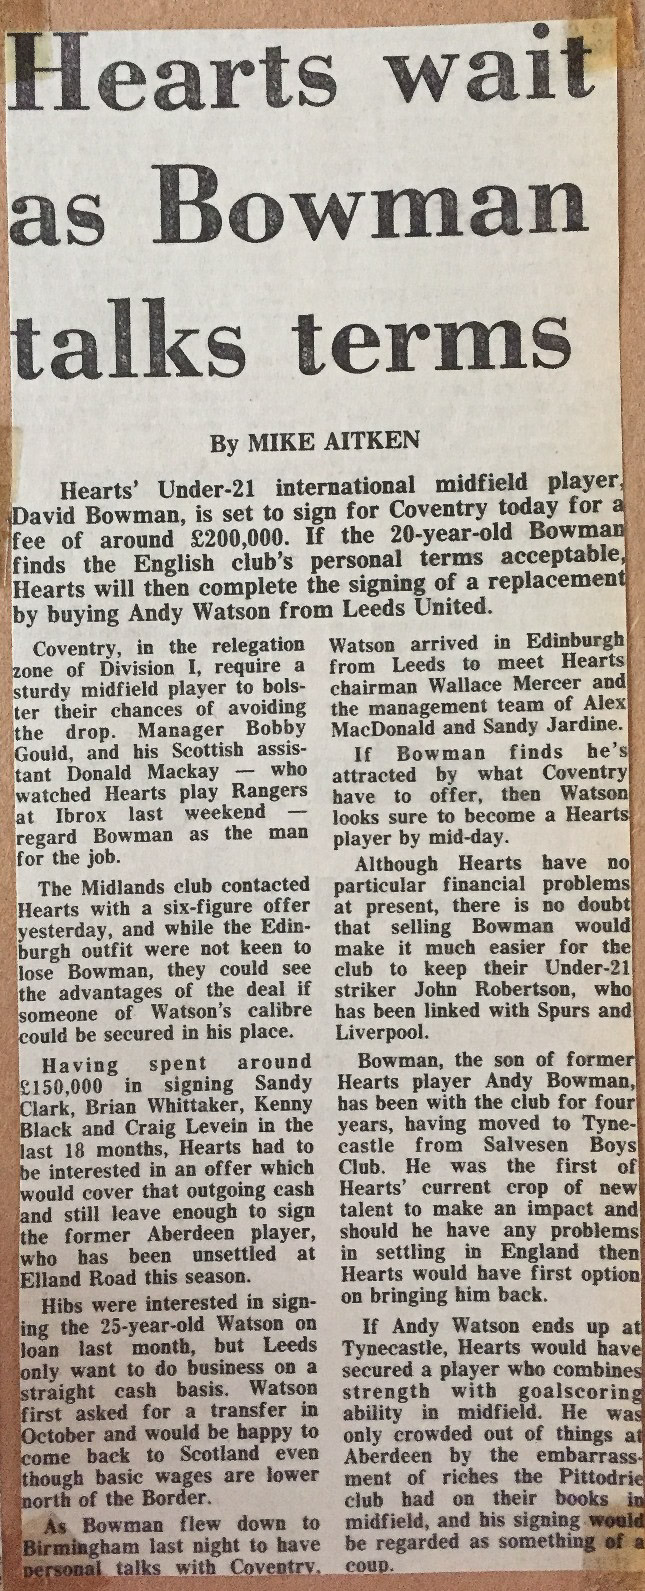 Hearts wait
as Bowman
talks terms
By MIKE AITKEN
Hearts' Under-21 international midfield player,
David Bowman, is set to sign for Coventry today for a
fee of around £200,000. If the 20-year-old Bowman
finds the English club's personal terms acceptable,
Hearts will then complete the signing of a replacement
by buying Andy Watson from Leeds United.
Coventry, in the relegation
zone of Division I, require a
sturdy midfield player to bols-
ter their chances of avoiding
the drop. Manager Bobby
Gould, and his Scottish assis-
tant Donald Mackay — who
watched Hearts play Rangers
at Ibrox last weekend —
regard Bowman as the man
for the job.
The Midlands club contacted
Hearts with a six-figure offer
yesterday, and while the Edin-
burgh outfit were not keen to
lose Bowman, they could see
the advantages of the deal if
someone of Watson's calibre
could be secured in his place.
Having spent around
£150,000 in signing Sandy
Clark, Brian Whittaker, Kenny
Black and Craig Levein in the
last 18 months, Hearts had to
be interested in an offer which
would cover that outgoing cash
and still leave enough to sign
the former Aberdeen player,
who has been unsettled at
Elland Road this season.
Hibs were interested in sign-
ing the 25-year-old Watson on
loan last month, but Leeds
only want to do business on a
straight cash basis. Watson
first asked for a transfer in
October and would be happy to
come back to Scotland even
though basic wages are lower
north of the Border.
As Bowman flew down to
Birmingham last night to have
personal talks with Coventry,
Watson arrived in Edinburgh
from Leeds to meet Hearts
chairman Wallace Mercer and
the management team of Alex
MacDonald and Sandy Jardine.
If Bowman finds he's
attracted by what Coventry
have to offer, then Watson
looks sure to become a Hearts
player by mid-day.
Although Hearts have no
particular financial problems
at present, there is no doubt
that selling Bowman would
make it much easier for the
club to keep their Under-21
striker John Robertson, who
has been linked with Spurs and
Liverpool.
Bowman, the son of former
Hearts player Andy Bowman,
has been with the club for four
years, having moved to Tyne-
castle from Salvesen Boys
Club. He was the first of
Hearts' current crop of new
talent to make an impact and
should he have any problems
in settling in England then
Hearts would have first option
on bringing him back.
If Andy Watson ends up at
Tynecastle, Hearts would have
secured a player who combines
strength with goalscoring
ability in midfield. He was
only crowded out of things at
Aberdeen by the embarrass-
ment of riches the Pittodrie
club had on their books in
midfield, and his signing would
be regarded as something of a
coup.